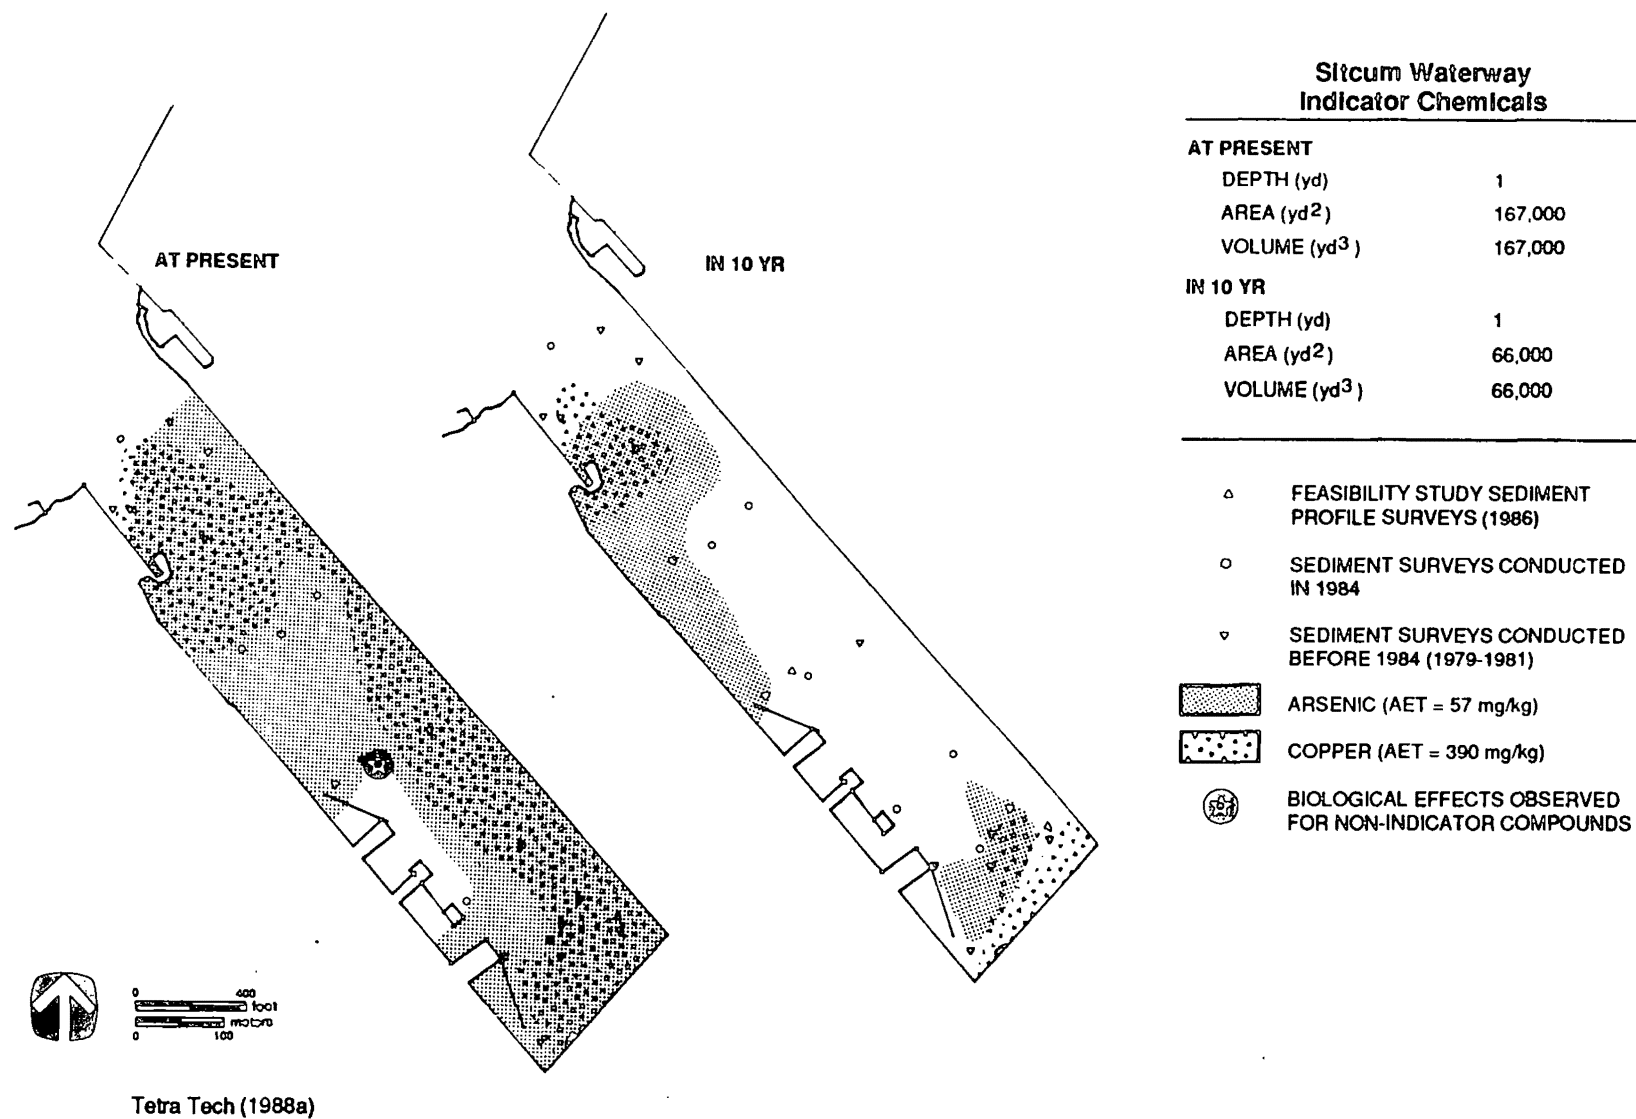 Sitcum Waterway
Indicator Chemicals
AT PRESENT
DEPTH (yd) 1
AREA (yd2) 167,000
VOLUME (yd3) 167,000
IN 10 YR
DEPTH (yd) 1
AREA (yd2) 66,000
VOLUME (yd3) 66,000
FEASIBILITY STUDY SEDIMENT
PROFILE SURVEYS (1986)
SEDIMENT SURVEYS CONDUCTED
IN 1984
SEDIMENT SURVEYS CONDUCTED
BEFORE 1984 (1979-1981)
ARSENIC (AET = 57 mg/kg)
COPPER (AET = 390 mg/kg)
BIOLOGICAL EFFECTS OBSERVED
FOR NON-INDICATOR COMPOUNDS
AT PRESENT
IN 10 YR
0 400
feet
meters
0 100
Tetra Tech (1988a)